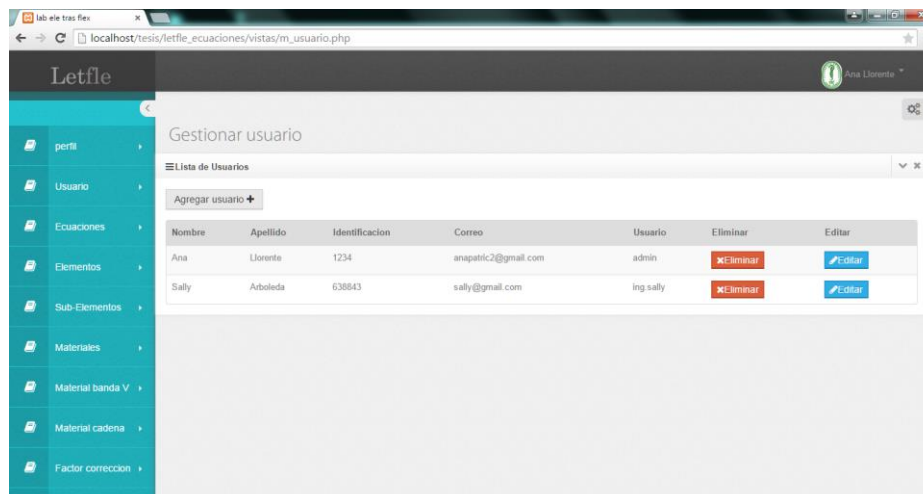 lab ele tras flex
localhost/tesis/letfle_ecuaciones/vistas/m_usuario.php
Letfle
Ana Llorente
perfil
Usuario
Ecuaciones
Elementos
Sub-Elementos
Materiales
Material banda V
Material cadena
Factor correccion
Gestionar usuario
Lista de Usuarios
Agregar usuario
Nombre Apellido Identificacion Correo Usuario Eliminar Editar
Ana Llorente 1234 anapatric2@gmail.com admin Eliminar Editar
Sally Arboleda 638843 sally@gmail.com ing.sally Eliminar Editar